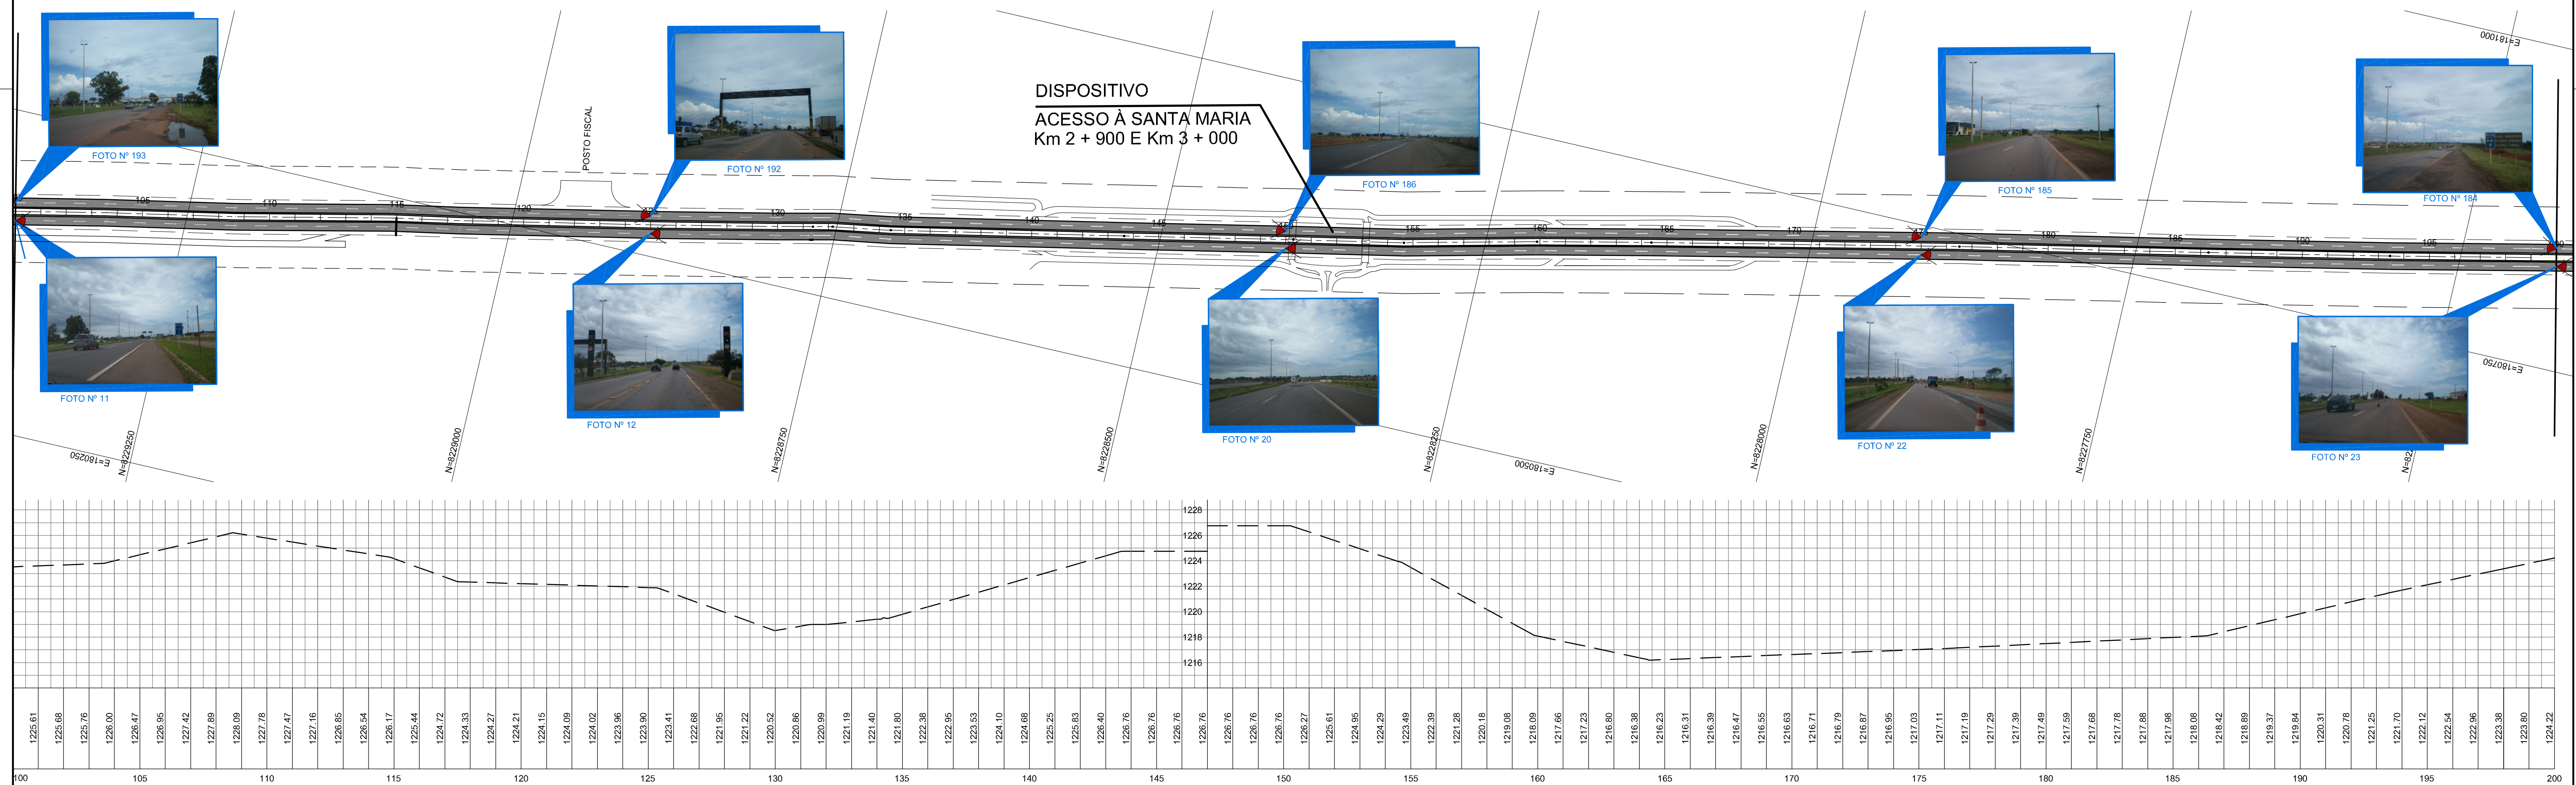 E=181000
DISPOSITIVO
ACESSO À SANTA MARIA
Km 2 + 900 E Km 3 + 000
POSTO FISCAL
FOTO Nº 193
FOTO Nº 192
FOTO Nº 186
FOTO Nº 185
FOTO Nº 184
105
110
115
120
130
135
140
145
155
160
165
170
180
185
190
195
FOTO Nº 11
FOTO Nº 12
FOTO Nº 20
FOTO Nº 22
FOTO Nº 23
E=180750
E=180250
E=180500
N=8229250
N=8229000
N=8228750
N=8228500
N=8228250
N=8228000
N=8227750
1228
1226
1224
1222
1220
1218
1216
1225.61 1225.68 1225.76 1226.00 1226.47 1226.95 1227.42 1227.89 1228.09 1227.78 1227.47 1227.16 1226.85 1226.54 1226.17 1225.44 1224.72 1224.33 1224.27 1224.21 1224.15 1224.09 1224.02 1223.96 1223.90 1223.41 1222.68 1221.95 1221.22 1220.52 1220.86 1220.99 1221.19 1221.40 1221.80 1222.38 1222.95 1223.53 1224.10 1224.68 1225.25 1225.83 1226.40 1226.76 1226.76 1226.76 1226.76 1226.76 1226.76 1226.76 1226.27 1225.61 1224.95 1224.29 1223.49 1222.39 1221.28 1220.18 1219.08 1218.09 1217.66 1217.23 1216.80 1216.38 1216.23 1216.31 1216.39 1216.47 1216.55 1216.63 1216.71 1216.79 1216.87 1216.95 1217.03 1217.11 1217.19 1217.29 1217.39 1217.49 1217.59 1217.68 1217.78 1217.88 1217.98 1218.08 1218.42 1218.89 1219.37 1219.84 1220.31 1220.78 1221.25 1221.70 1222.12 1222.54 1222.96 1223.38 1223.80 1224.22
100 105 110 115 120 125 130 135 140 145 150 155 160 165 170 175 180 185 190 195 200